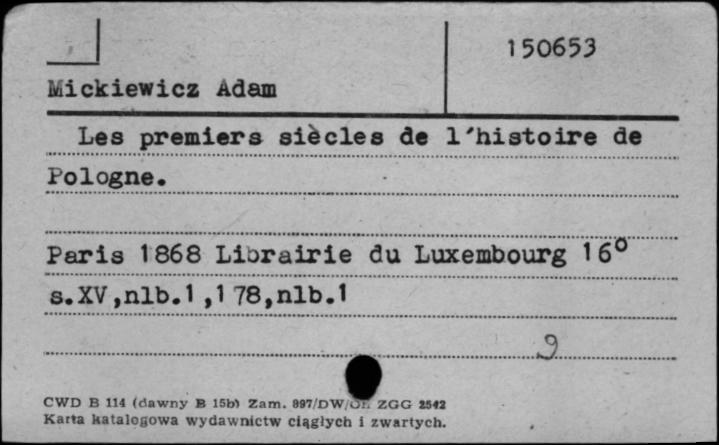 150653
Mickiewicz Adam
Les premiers siècles de l'histoire de
Pologne.
Paris 1868 Librairie du Luxembourg 16°
s.XV,nlb.1,178,nlb.1
9
CWD B 114 (dawny B 15b) Zam. 897/DW/ ZGG 2542
Karta katalogowa wydawnictw ciągłych i zwartych.